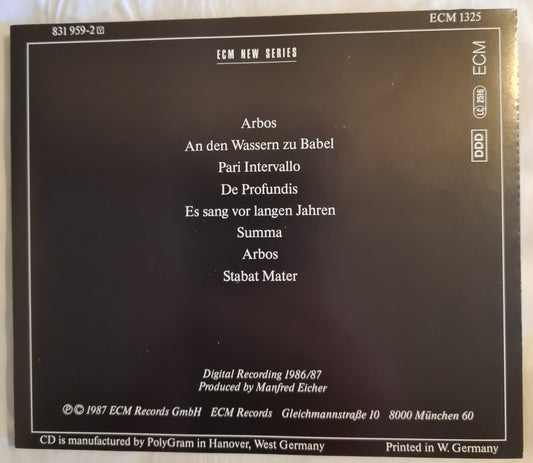 831 959-2 Y
ECM 1325
ECM NEW SERIES
ECM
LC 2516
DDD
Arbos
An den Wassern zu Babel
Pari Intervallo
De Profundis
Es sang vor langen Jahren
Summa
Arbos
Stabat Mater
Digital Recording 1986/87
Produced by Manfred Eicher
Ⓟ © 1987 ECM Records GmbH ECM Records Gleichmannstraße 10 8000 München 60
CD is manufactured by PolyGram in Hanover, West Germany
Printed in W. Germany